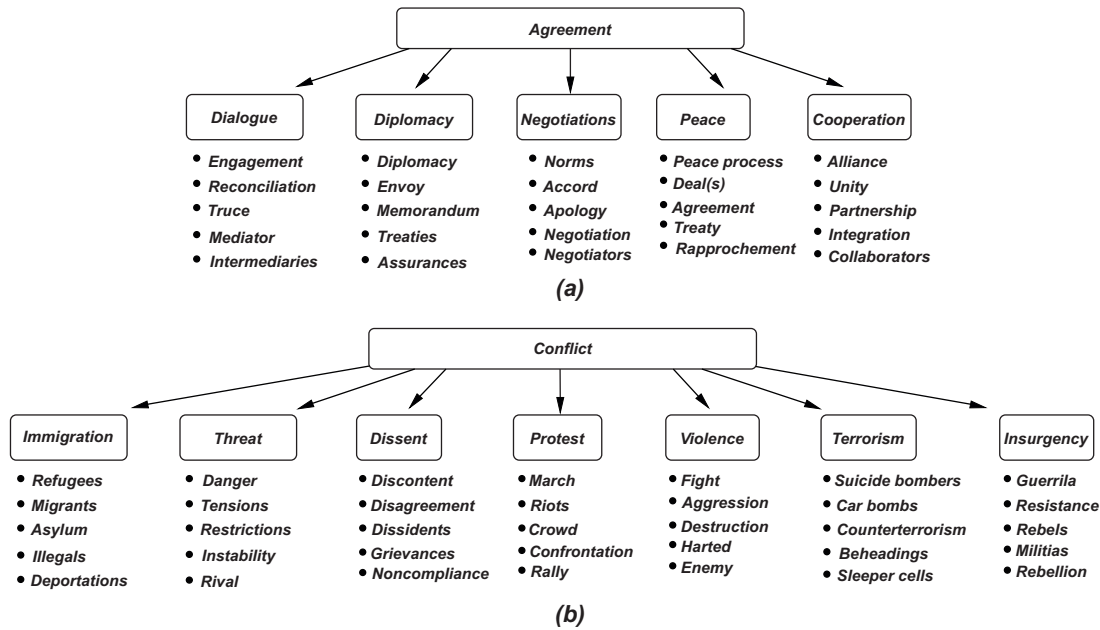 Agreement
Dialogue
Diplomacy
Negotiations
Peace
Cooperation
Engagement
Reconciliation
Truce
Mediator
Intermediaries
Diplomacy
Envoy
Memorandum
Treaties
Assurances
Norms
Accord
Apology
Negotiation
Negotiators
Peace process
Deal(s)
Agreement
Treaty
Rapprochement
Alliance
Unity
Partnership
Integration
Collaborators
(a)
Conflict
Immigration
Threat
Dissent
Protest
Violence
Terrorism
Insurgency
Refugees
Migrants
Asylum
Illegals
Deportations
Danger
Tensions
Restrictions
Instability
Rival
Discontent
Disagreement
Dissidents
Grievances
Noncompliance
March
Riots
Crowd
Confrontation
Rally
Fight
Aggression
Destruction
Harted
Enemy
Suicide bombers
Car bombs
Counterterrorism
Beheadings
Sleeper cells
Guerrila
Resistance
Rebels
Militias
Rebellion
(b)